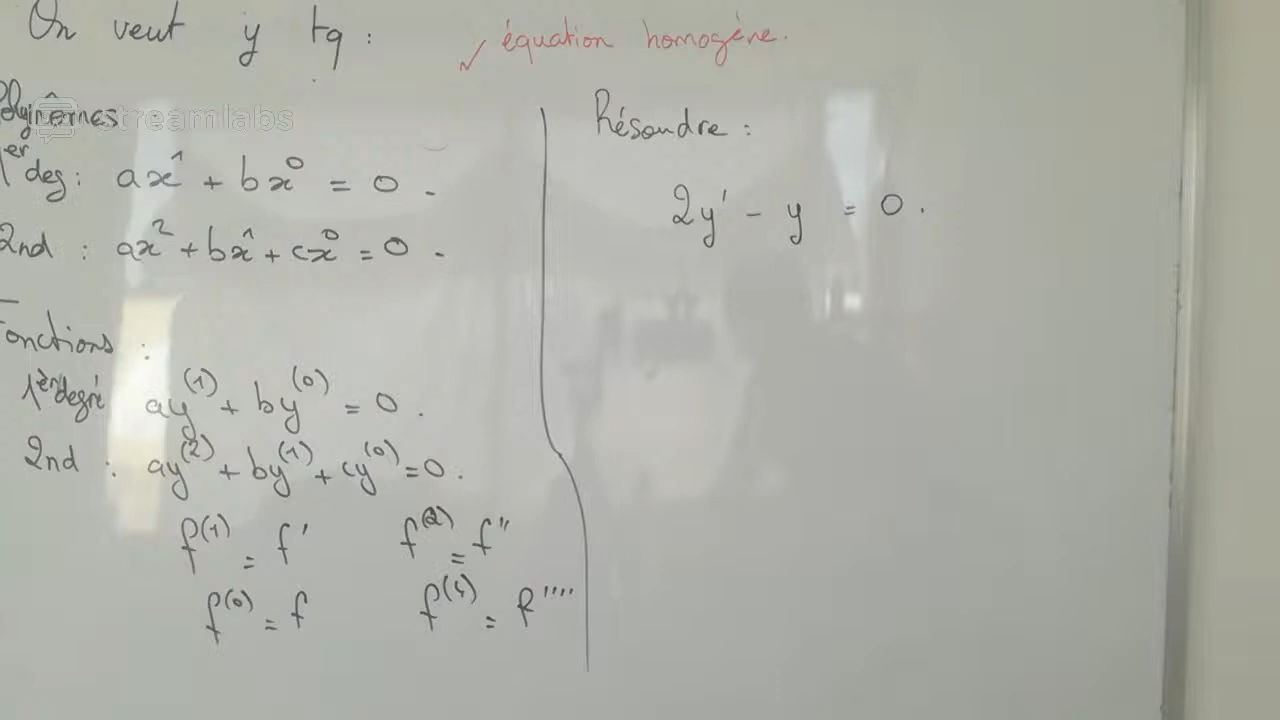 On veut y tq :
équation homogène.
Polynômes :
streamlabs
1er deg : ax¹ + bx⁰ = 0.
2nd : ax² + bx¹ + cx⁰ = 0.
Fonctions :
1er degré ay⁽¹⁾ + by⁽⁰⁾ = 0.
2nd : ay⁽²⁾ + by⁽¹⁾ + cy⁽⁰⁾ = 0.
f⁽¹⁾ = f' f⁽²⁾ = f''
f⁽⁰⁾ = f f⁽⁴⁾ = f''''
Résoudre :
2y' - y = 0.